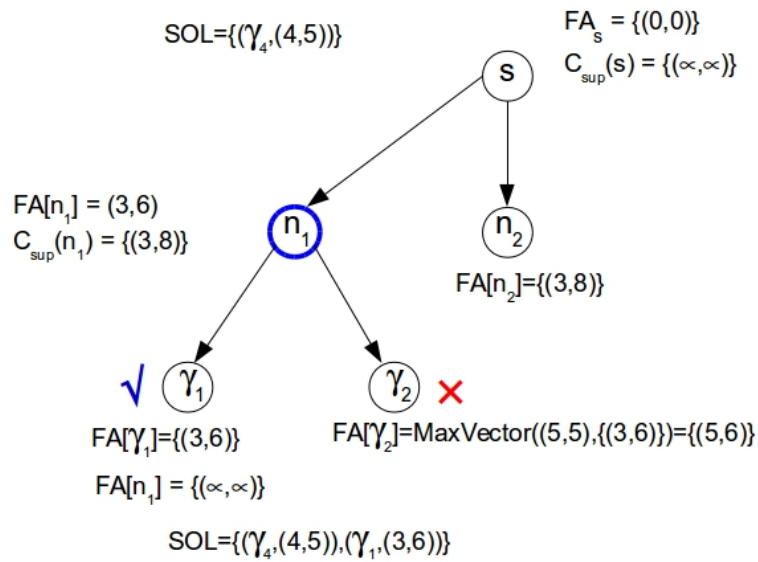 SOL={(γ4,(4,5))}
FAs = {(0,0)}
Csup(s) = {(∝,∝)}
s
FA[n1] = (3,6)
Csup(n1) = {(3,8)}
n1
n2
FA[n2]={(3,8)}
√ γ1
γ2 ×
FA[γ1]={(3,6)}
FA[γ2]=MaxVector((5,5),{(3,6)})={(5,6)}
FA[n1] = {(∝,∝)}
SOL={(γ4,(4,5)),(γ1,(3,6))}